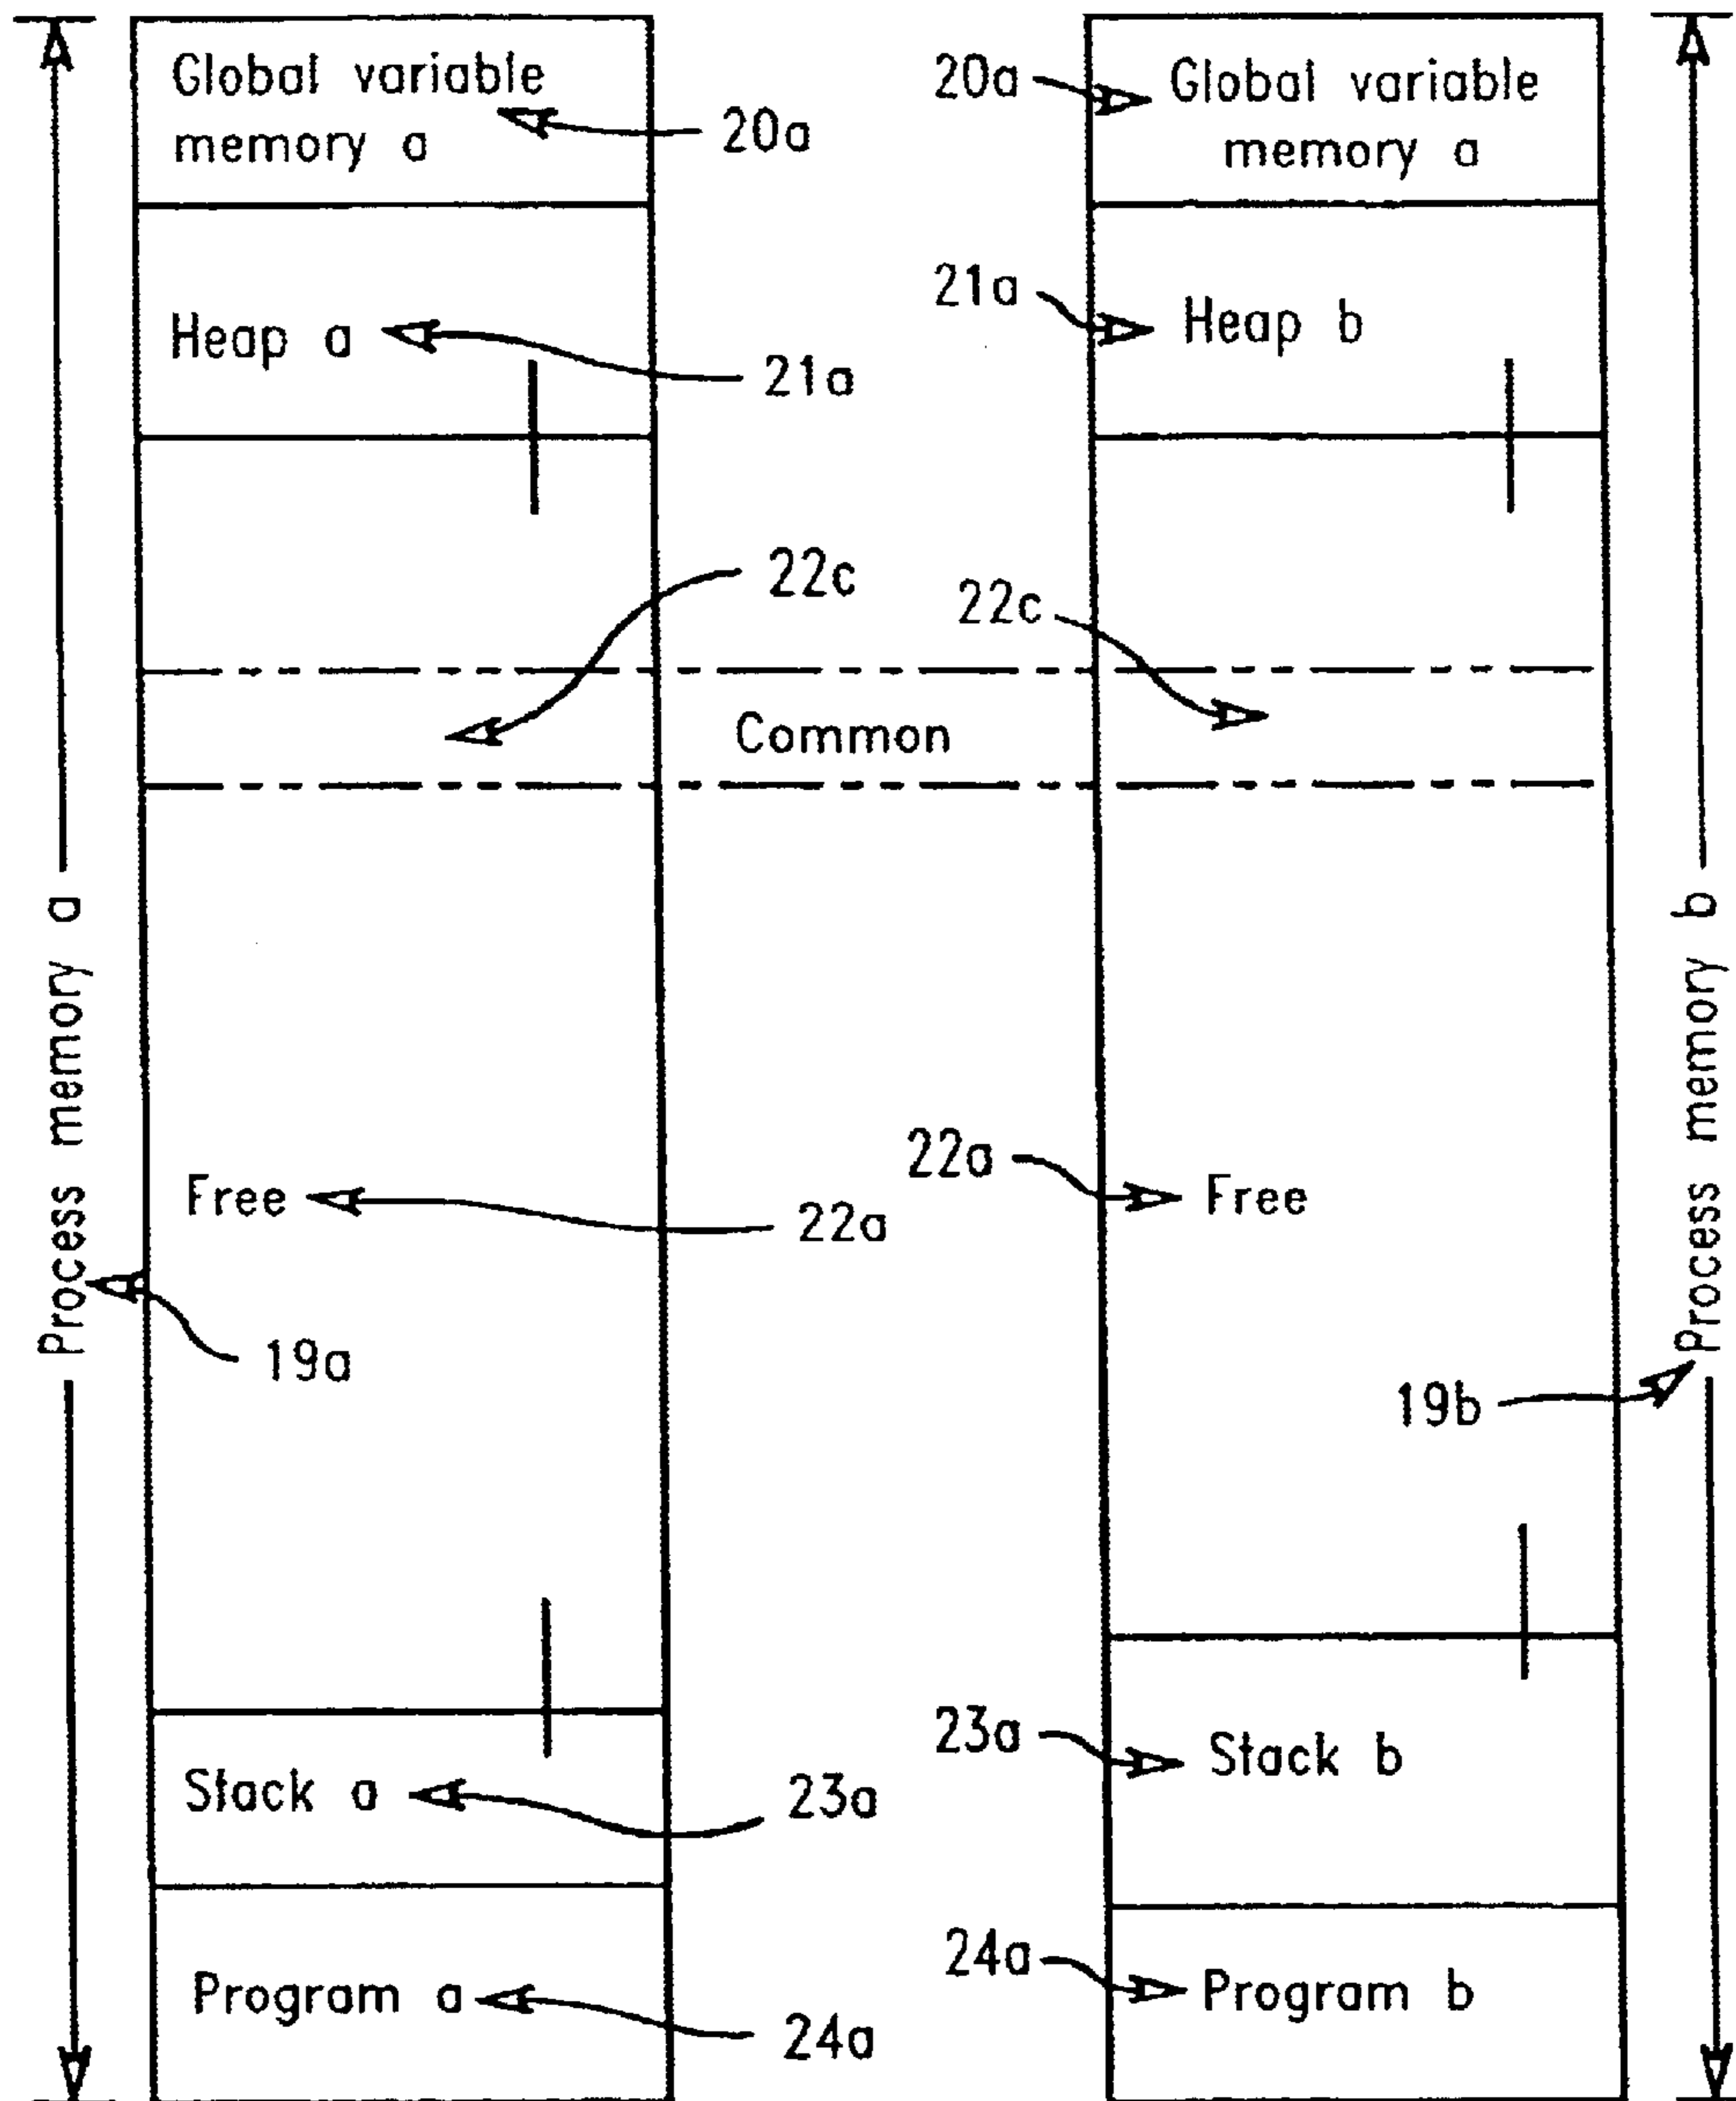 Global variable
memory a
20a
20a
Global variable
memory a
Heap a
21a
21a
Heap b
22c
22c
Common
Process memory a
19a
Free
22a
22a
Free
Process memory b
19b
Stack a
23a
23a
Stack b
Program a
24a
24a
Program b